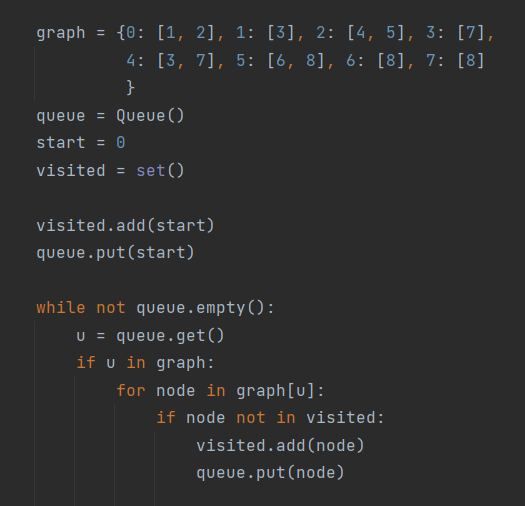 graph = {0: [1, 2], 1: [3], 2: [4, 5], 3: [7],
         4: [3, 7], 5: [6, 8], 6: [8], 7: [8]
         }
queue = Queue()
start = 0
visited = set()

visited.add(start)
queue.put(start)

while not queue.empty():
    u = queue.get()
    if u in graph:
        for node in graph[u]:
            if node not in visited:
                visited.add(node)
                queue.put(node)